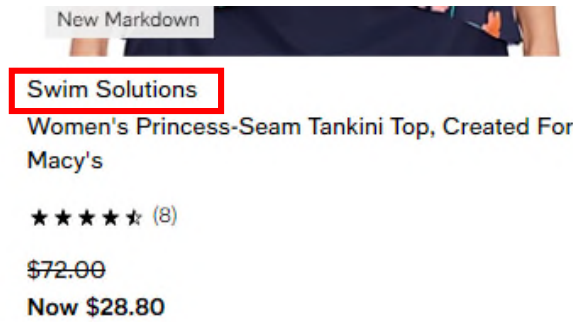 New Markdown
Swim Solutions
Women's Princess-Seam Tankini Top, Created For
Macy's
(8)
$72.00
Now $28.80